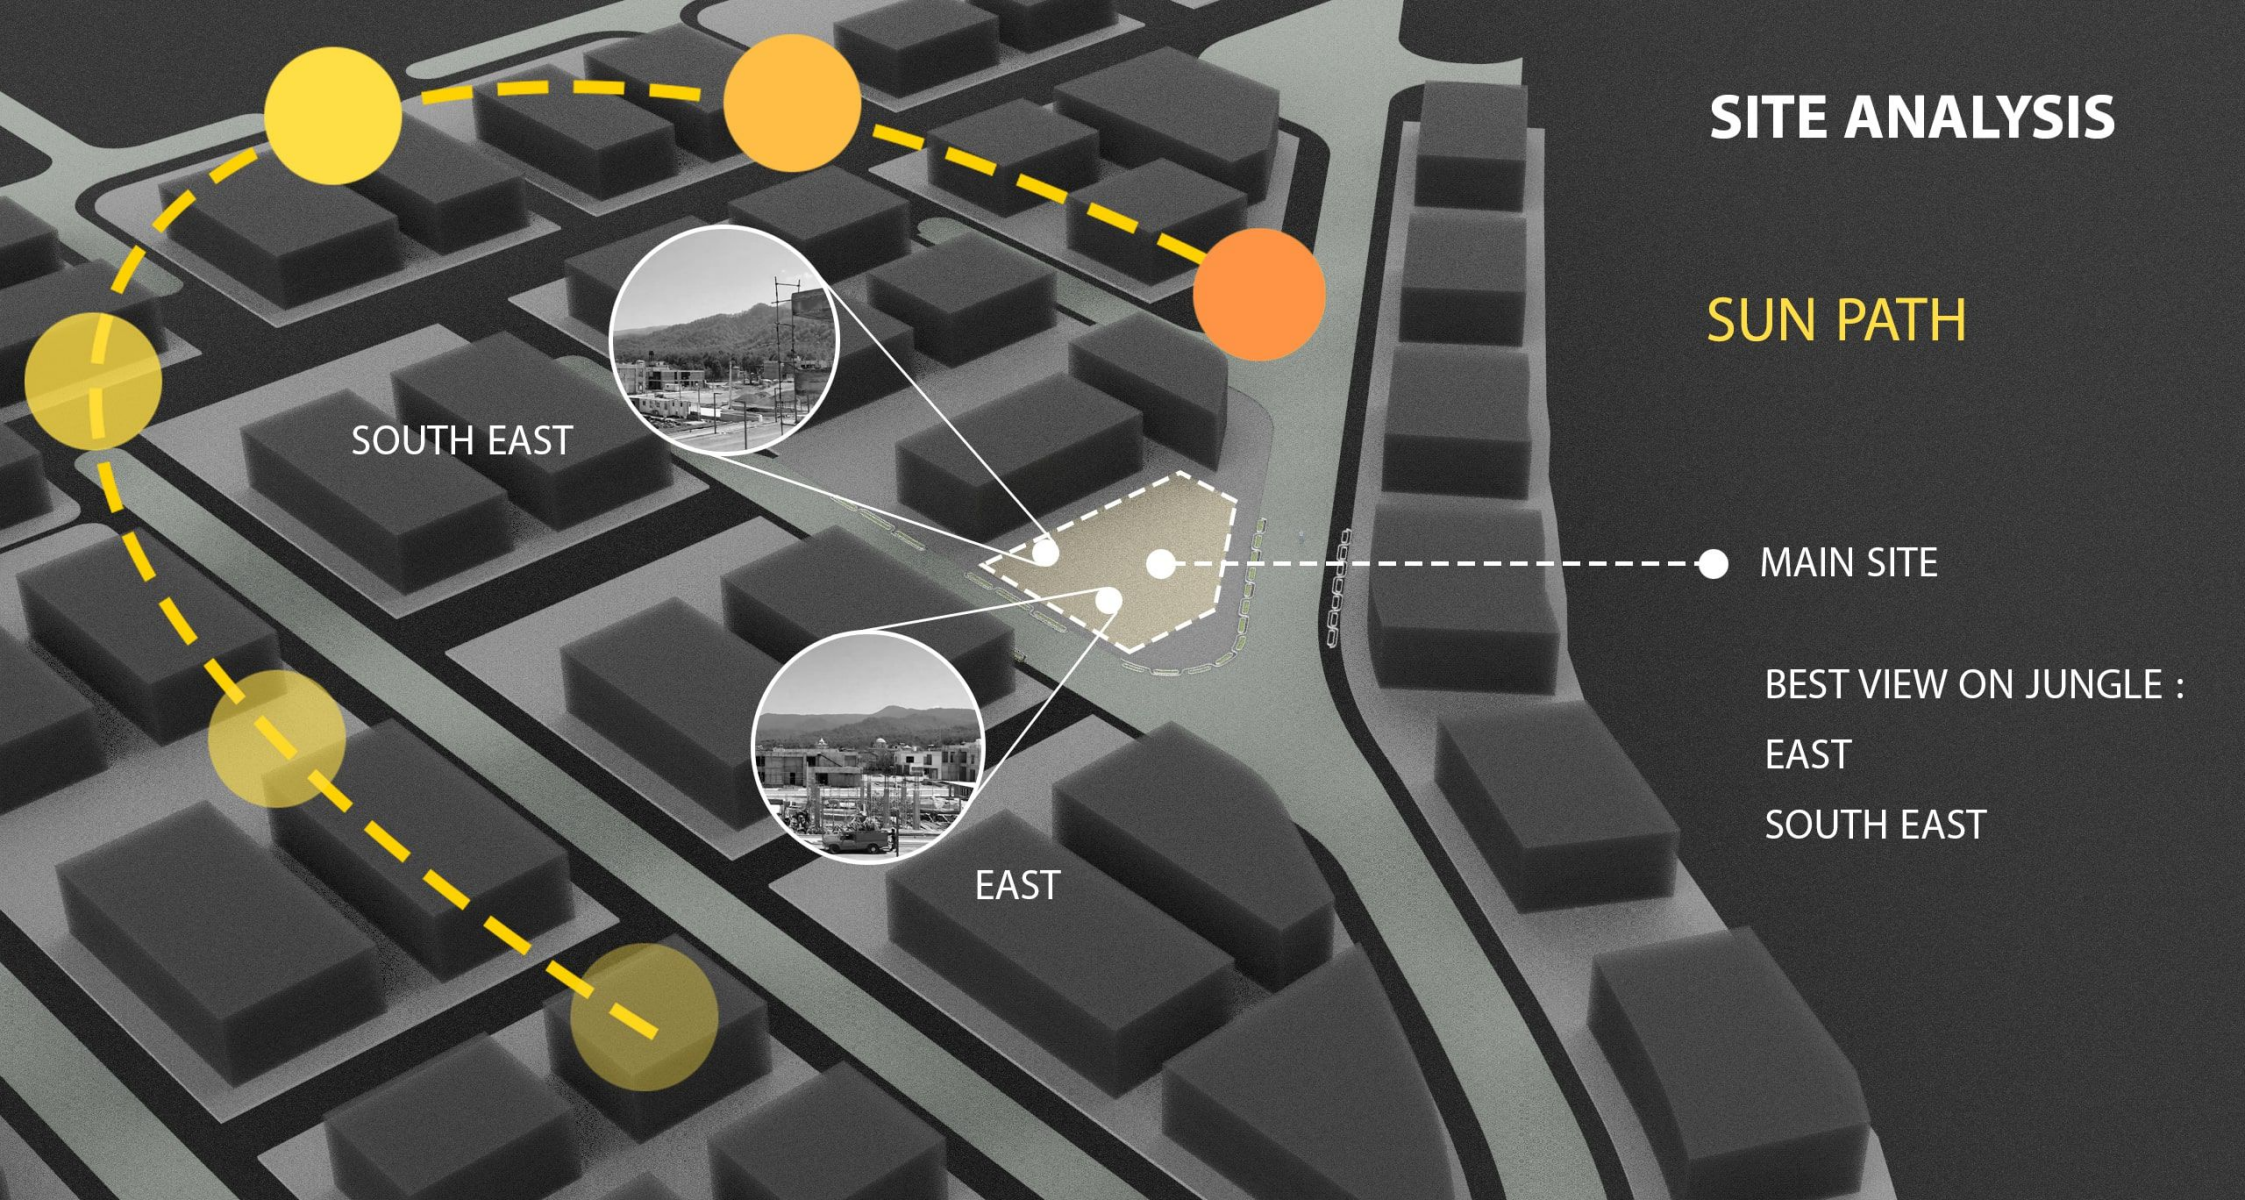 SITE ANALYSIS
SUN PATH
SOUTH EAST
MAIN SITE
BEST VIEW ON JUNGLE :
EAST
SOUTH EAST
EAST